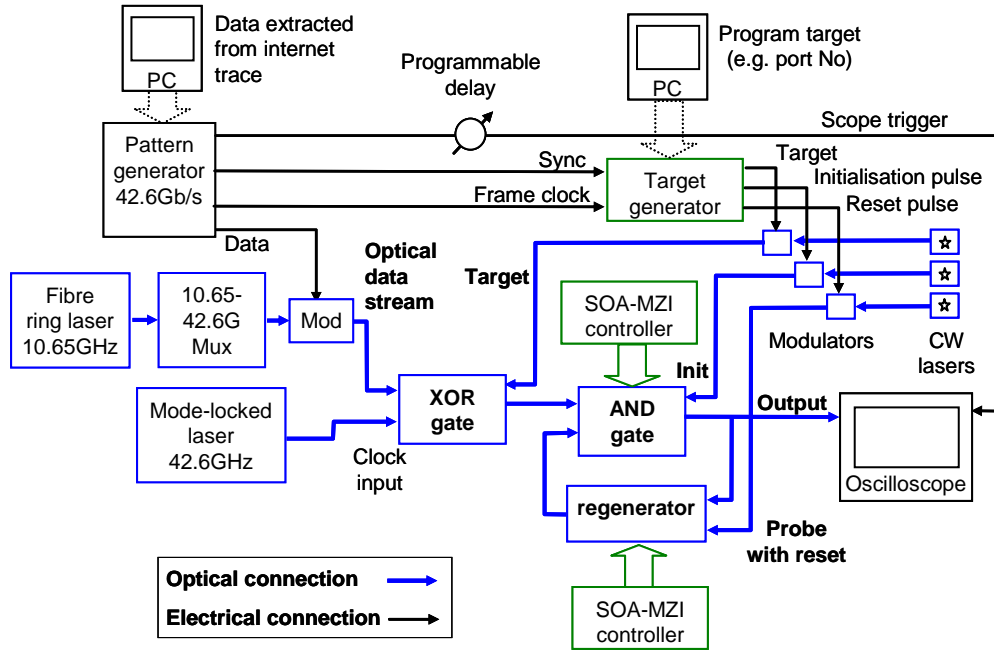 Data extracted
from internet
trace
PC
Programmable
delay
Program target
(e.g. port No)
PC
Scope trigger
Pattern
generator
42.6Gb/s
Sync
Frame clock
Target
generator
Target
Initialisation pulse
Reset pulse
Data
Optical
data
stream
Target
Fibre
ring laser
10.65GHz
10.65-
42.6G
Mux
Mod
SOA-MZI
controller
Modulators
CW
lasers
Init
XOR
gate
AND
gate
Output
Mode-locked
laser
42.6GHz
Clock
input
Oscilloscope
regenerator
Probe
with reset
Optical connection
Electrical connection
SOA-MZI
controller